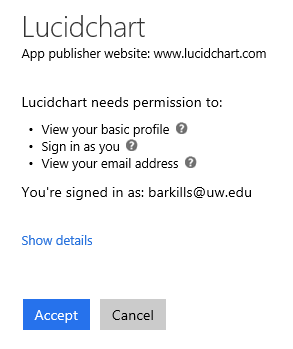 Lucidchart
App publisher website: www.lucidchart.com
Lucidchart needs permission to:
• View your basic profile ?
• Sign in as you ?
• View your email address ?
You're signed in as: barkills@uw.edu
Show details
Accept Cancel